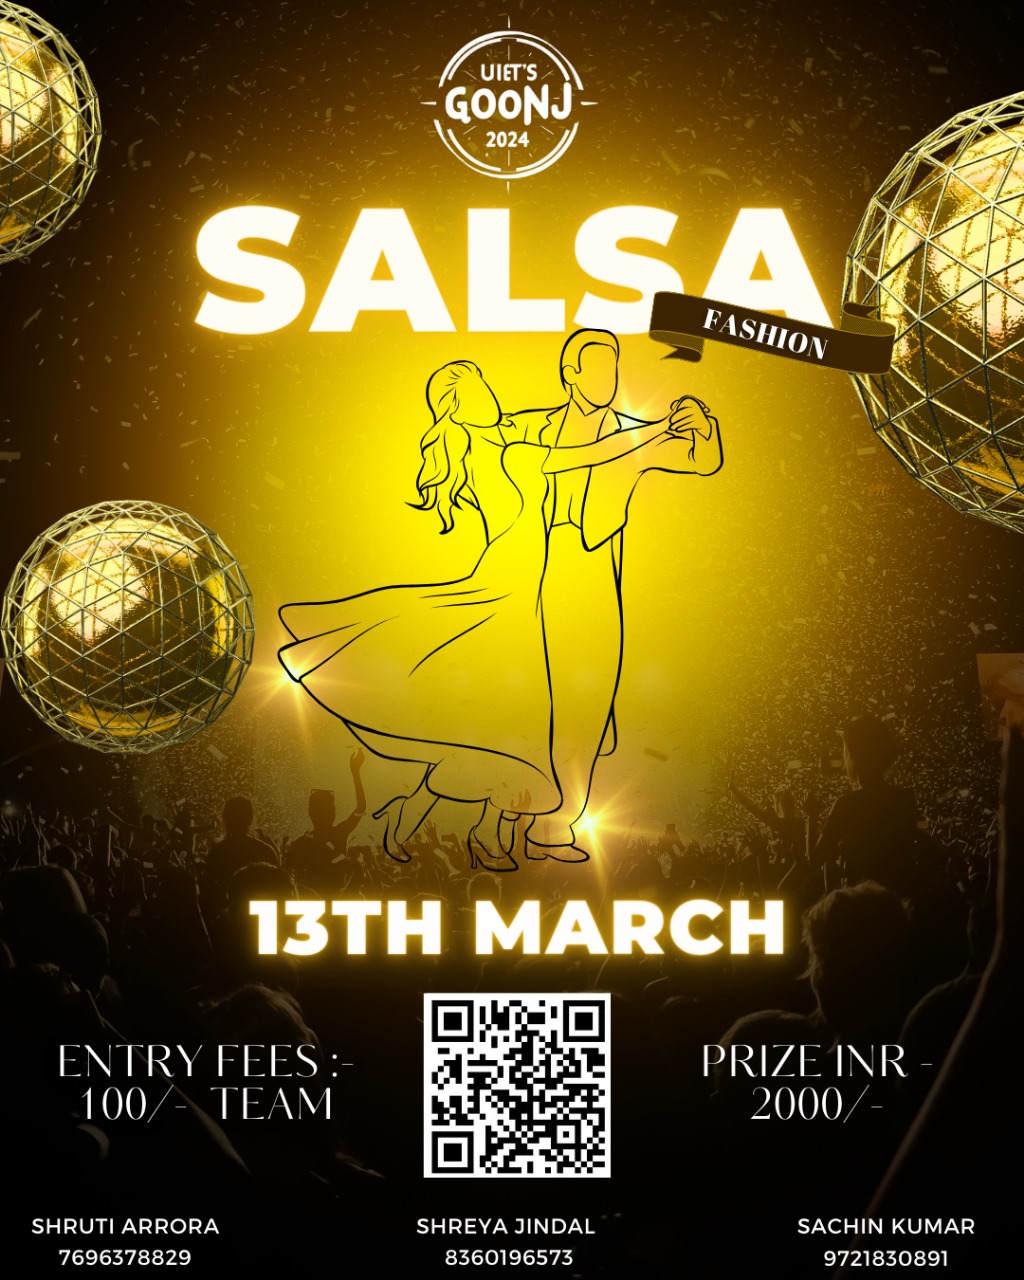 UIET'S
GOONJ
2024
SALSA
FASHION
13TH MARCH
ENTRY FEES :-
100/- TEAM
PRIZE INR -
2000/-
SHRUTI ARRORA
7696378829
SHREYA JINDAL
8360196573
SACHIN KUMAR
9721830891